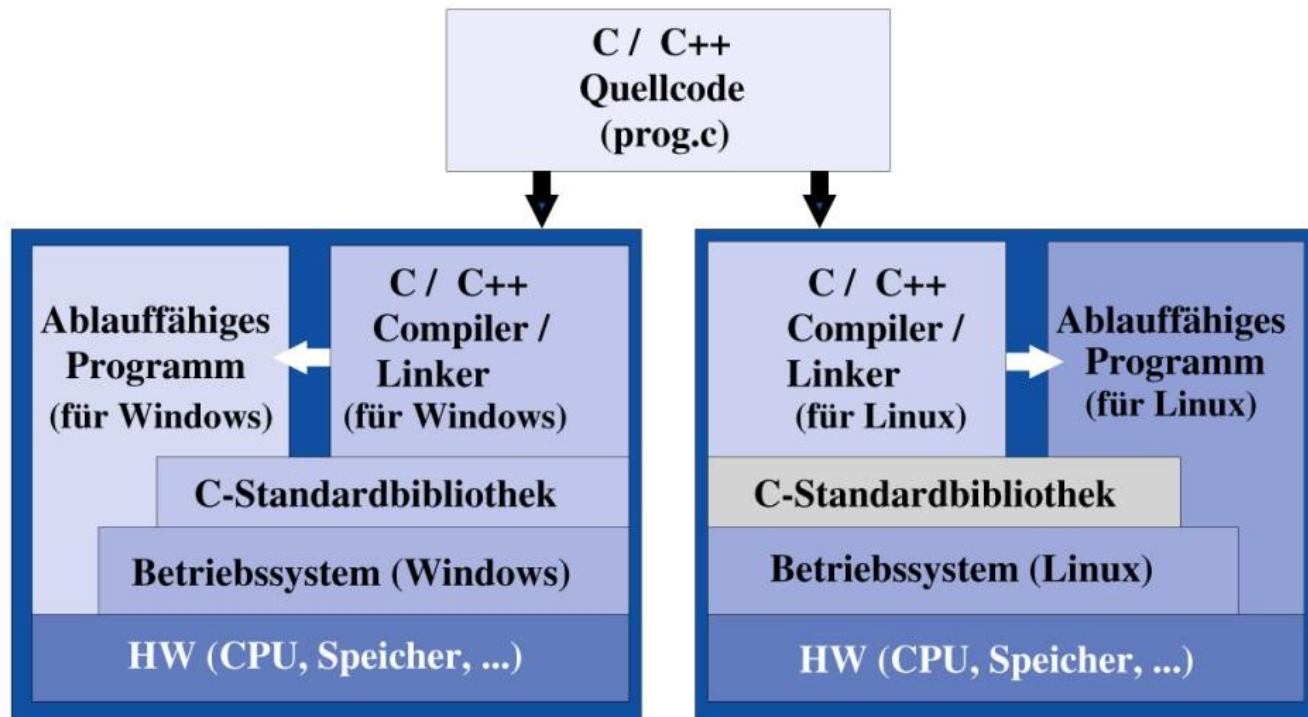 C / C++
Quellcode
(prog.c)
Ablauffähiges
Programm
(für Windows)
C / C++
Compiler /
Linker
(für Windows)
C-Standardbibliothek
Betriebssystem (Windows)
HW (CPU, Speicher, ...)
C / C++
Compiler /
Linker
(für Linux)
Ablauffähiges
Programm
(für Linux)
C-Standardbibliothek
Betriebssystem (Linux)
HW (CPU, Speicher, ...)